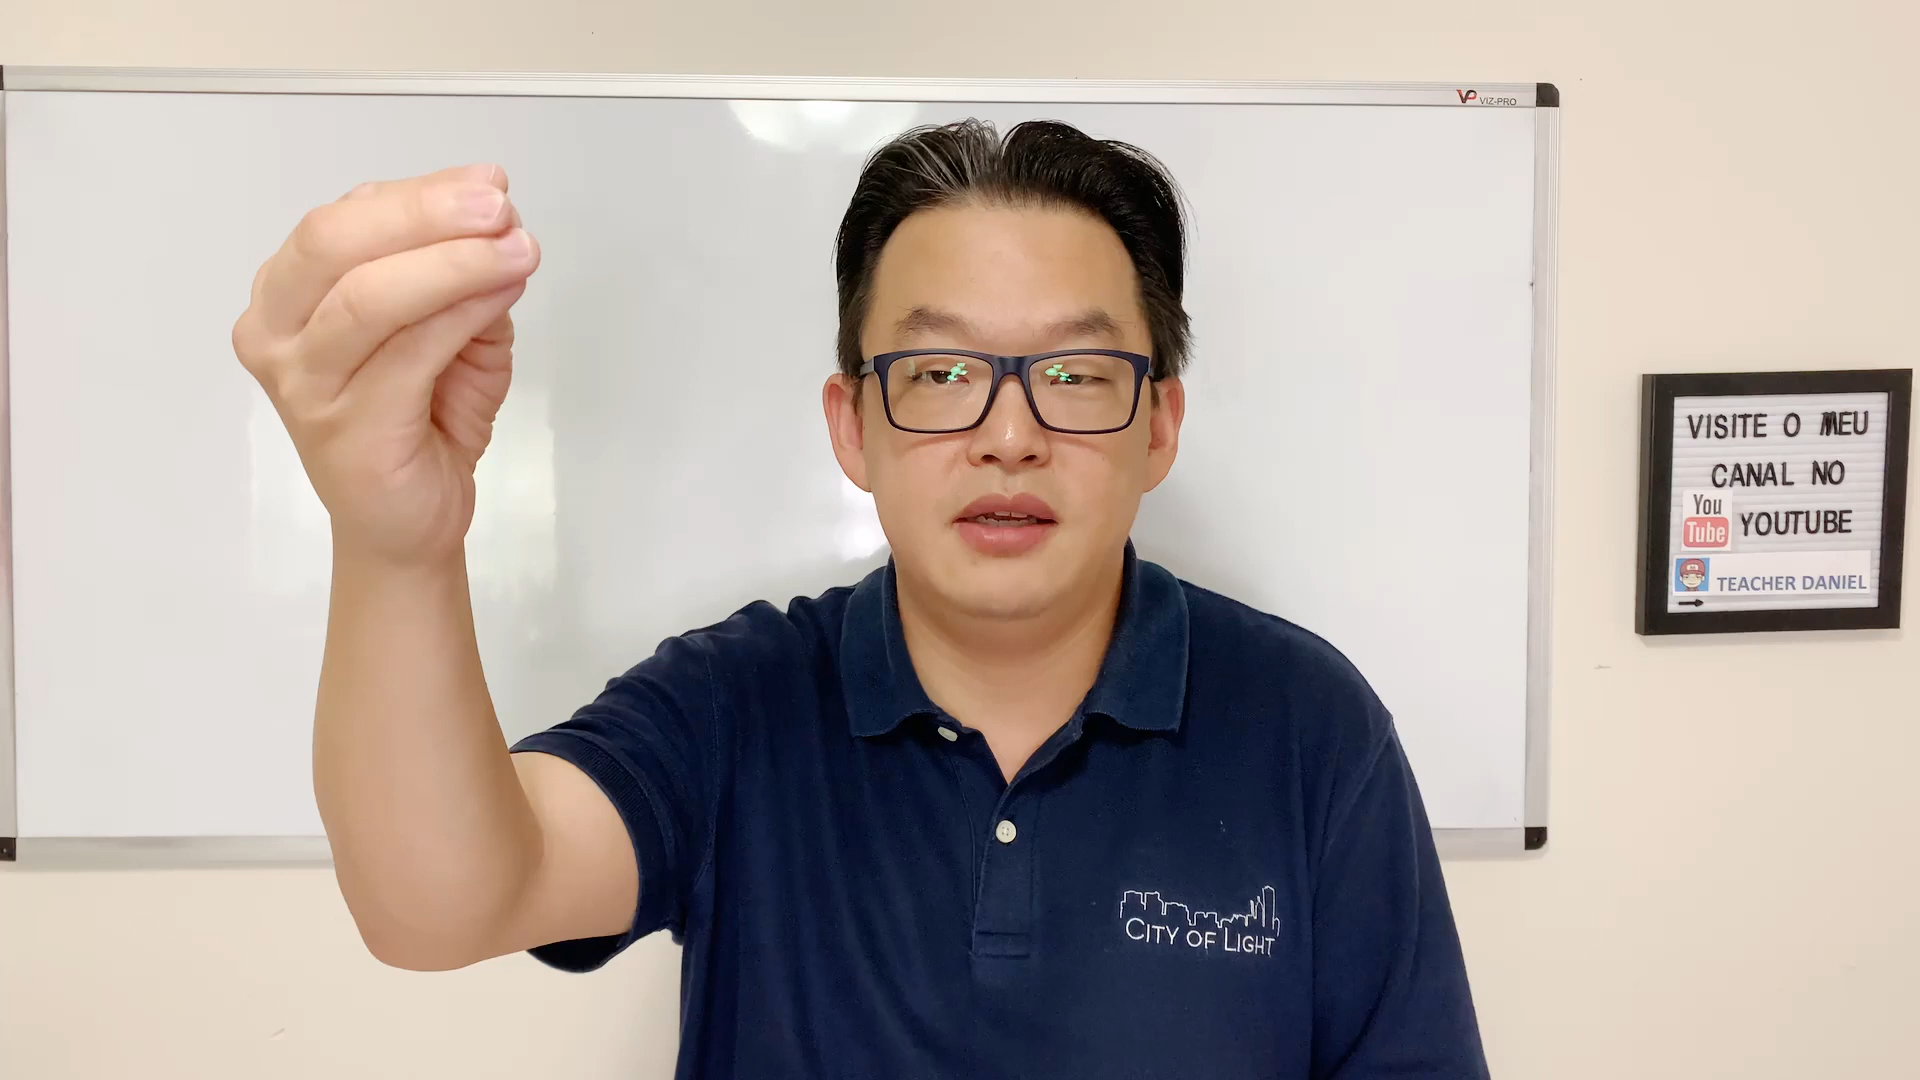 VP VIZ-PRO
VISITE O MEU
CANAL NO
You
Tube YOUTUBE
TEACHER DANIEL
CITY OF LIGHT